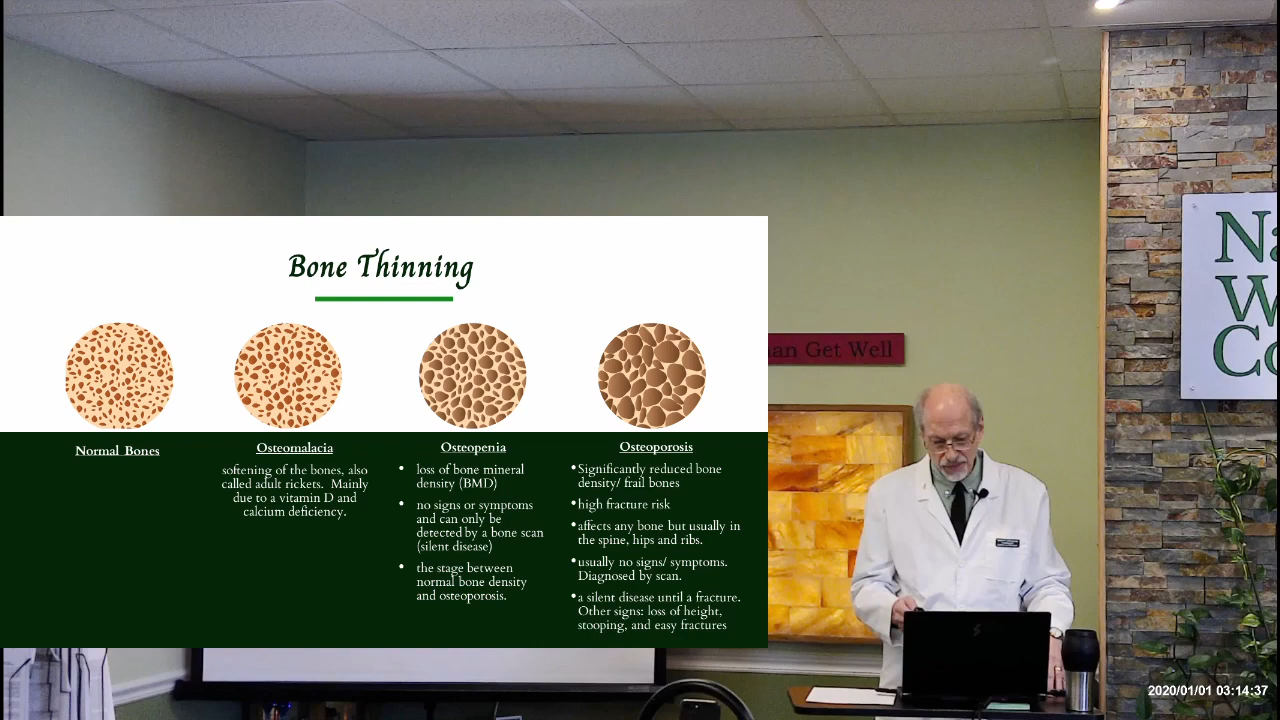 Bone Thinning
Normal Bones
Osteomalacia
softening of the bones, also
called adult rickets. Mainly
due to a vitamin D and
calcium deficiency.
Osteopenia
• loss of bone mineral
density (BMD)
• no signs or symptoms
and can only be
detected by a bone scan
(silent disease)
• the stage between
normal bone density
and osteoporosis.
Osteoporosis
•Significantly reduced bone
density/ frail bones
•high fracture risk
•affects any bone but usually in
the spine, hips and ribs.
•usually no signs/ symptoms.
Diagnosed by scan.
•a silent disease until a fracture.
Other signs: loss of height,
stooping, and easy fractures
an Get Well
Na
W
Co
2020/01/01 03:14:37